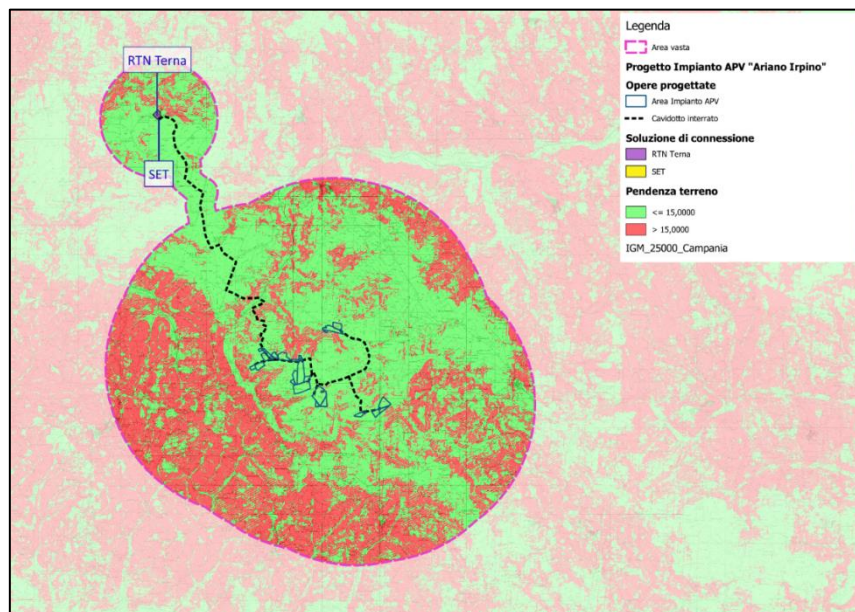 RTN Terna
SET
Legenda
Area vasta
Progetto Impianto APV "Ariano Irpino"
Opere progettate
Area Impianto APV
Cavidotto interrato
Soluzione di connessione
RTN Terna
SET
Pendenza terreno
<= 15,0000
> 15,0000
IGM_25000_Campania